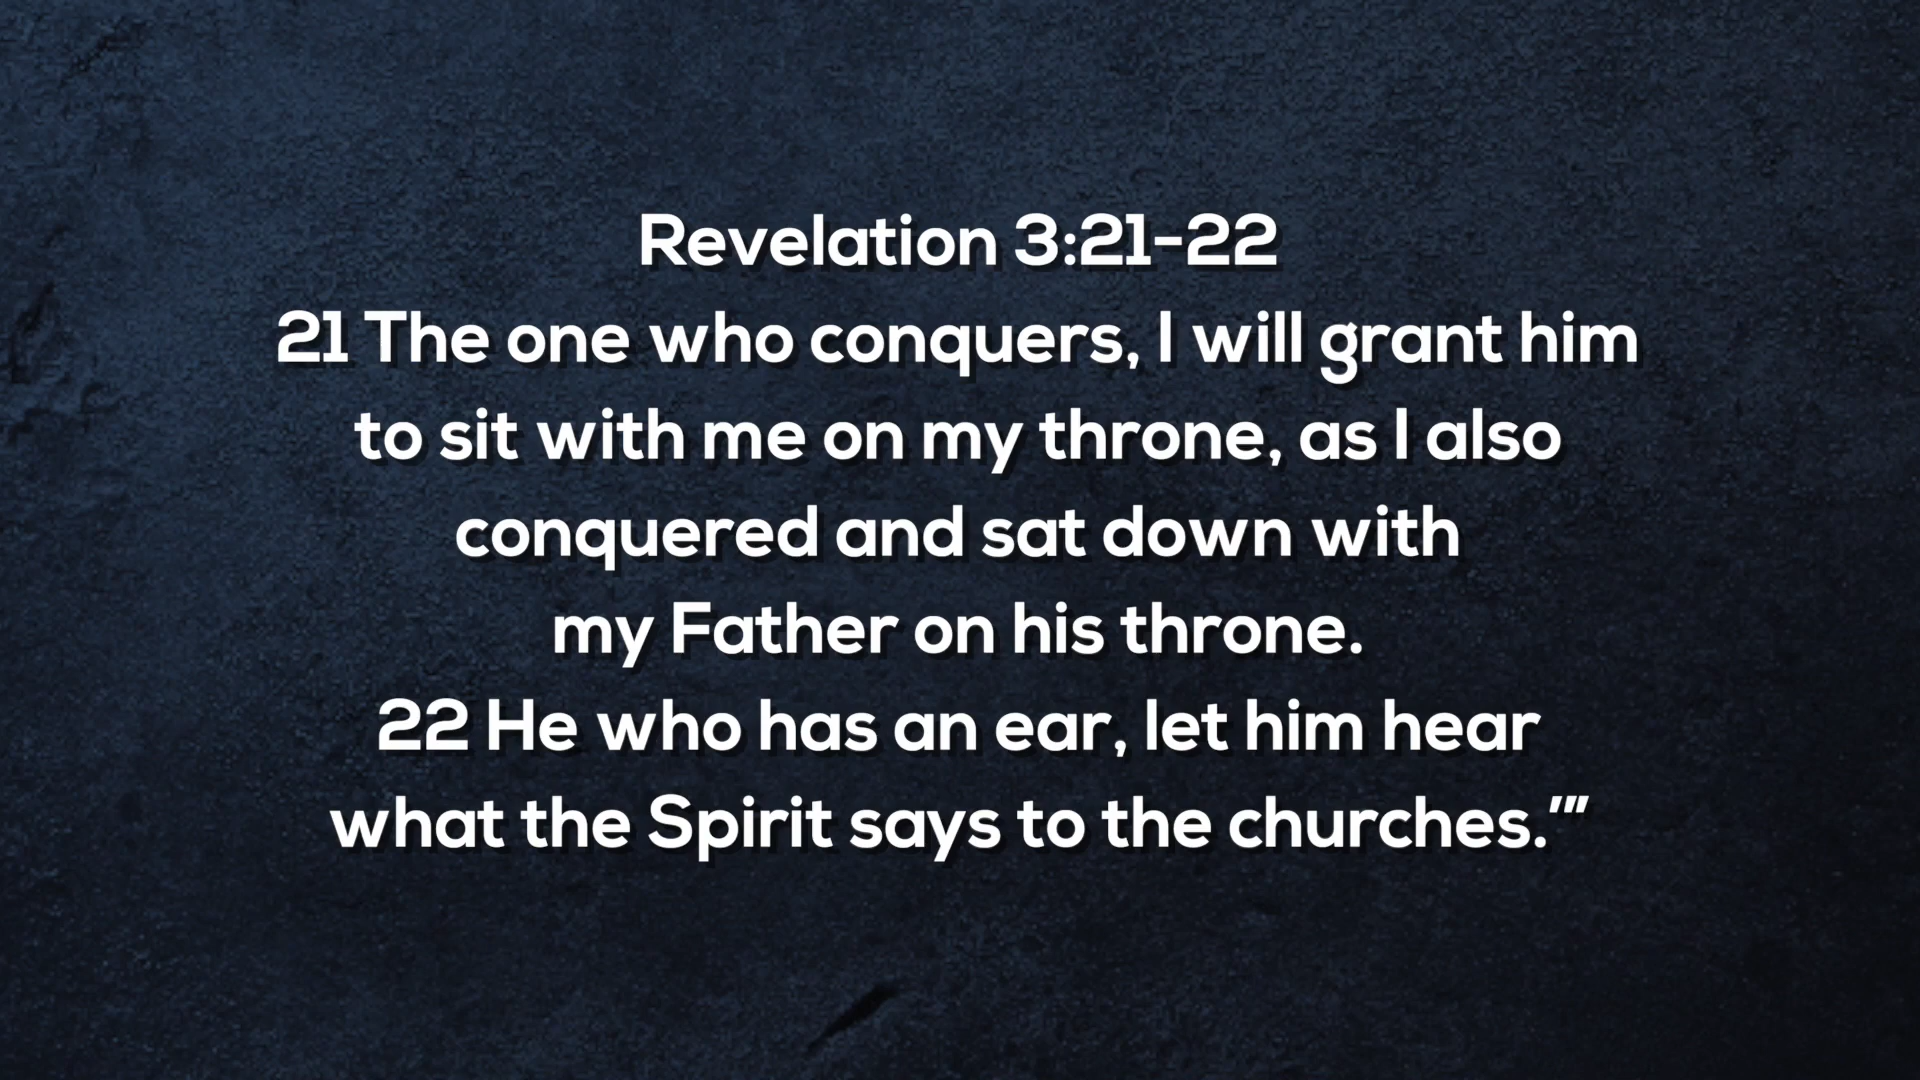 Revelation 3:21-22
21 The one who conquers, I will grant him
to sit with me on my throne, as I also
conquered and sat down with
my Father on his throne.
22 He who has an ear, let him hear
what the Spirit says to the churches.’”